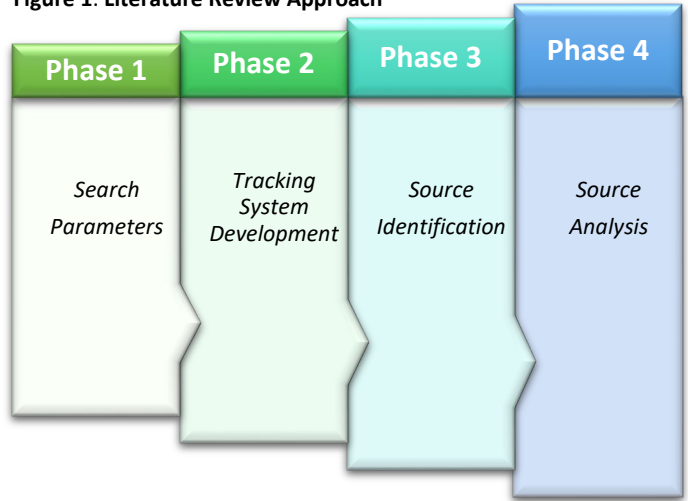 Figure 1. Literature Review Approach
Phase 1
Phase 2
Phase 3
Phase 4
Search
Parameters
Tracking
System
Development
Source
Identification
Source
Analysis